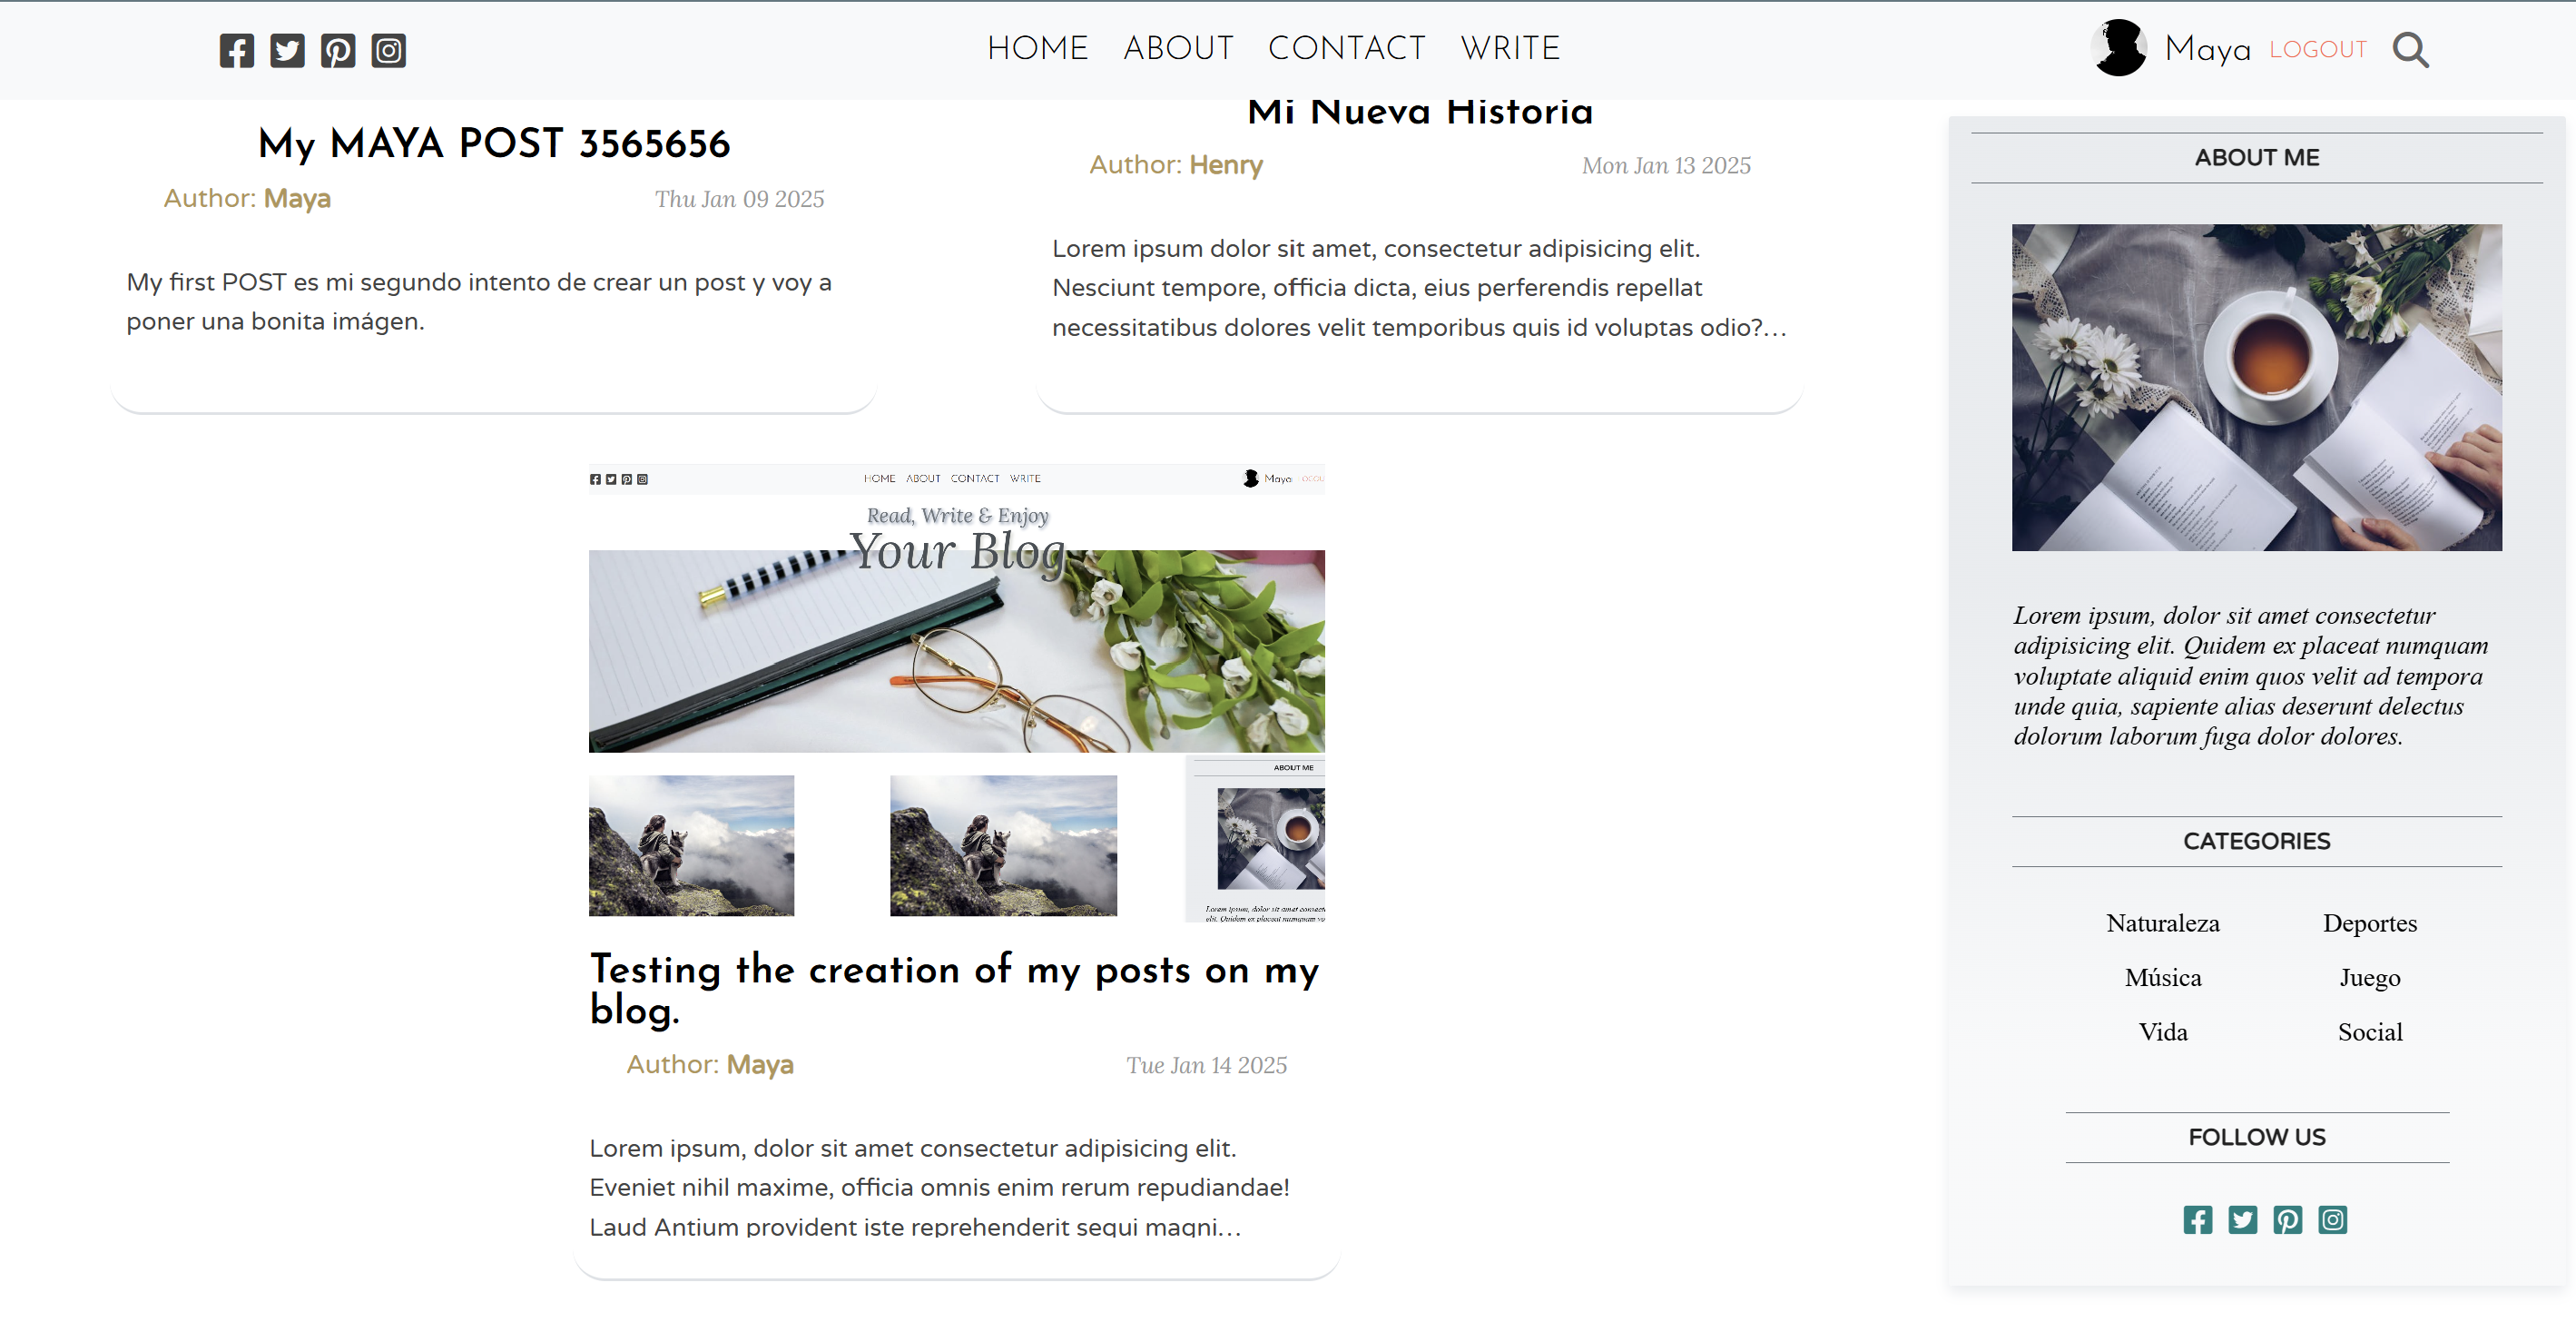 HOME ABOUT CONTACT WRITE
Maya LOGOUT
My MAYA POST 3565656
Author: Maya Thu Jan 09 2025
My first POST es mi segundo intento de crear un post y voy a
poner una bonita imágen.
Mi Nueva Historia
Author: Henry Mon Jan 13 2025
Lorem ipsum dolor sit amet, consectetur adipisicing elit.
Nesciunt tempore, officia dicta, eius perferendis repellat
necessitatibus dolores velit temporibus quis id voluptas odio?...
HOME ABOUT CONTACT WRITE
Maya
Read, Write & Enjoy
Your Blog
ABOUT ME
Lorem ipsum, dolor sit amet
elit. Quidem ex placeat numquam
Testing the creation of my posts on my
blog.
Author: Maya Tue Jan 14 2025
Lorem ipsum, dolor sit amet consectetur adipisicing elit.
Eveniet nihil maxime, officia omnis enim rerum repudiandae!
Laud Antium provident iste reprehenderit sequi magni...
ABOUT ME
Lorem ipsum, dolor sit amet consectetur
adipisicing elit. Quidem ex placeat numquam
voluptate aliquid enim quos velit ad tempora
unde quia, sapiente alias deserunt delectus
dolorum laborum fuga dolor dolores.
CATEGORIES
Naturaleza Deportes
Música Juego
Vida Social
FOLLOW US